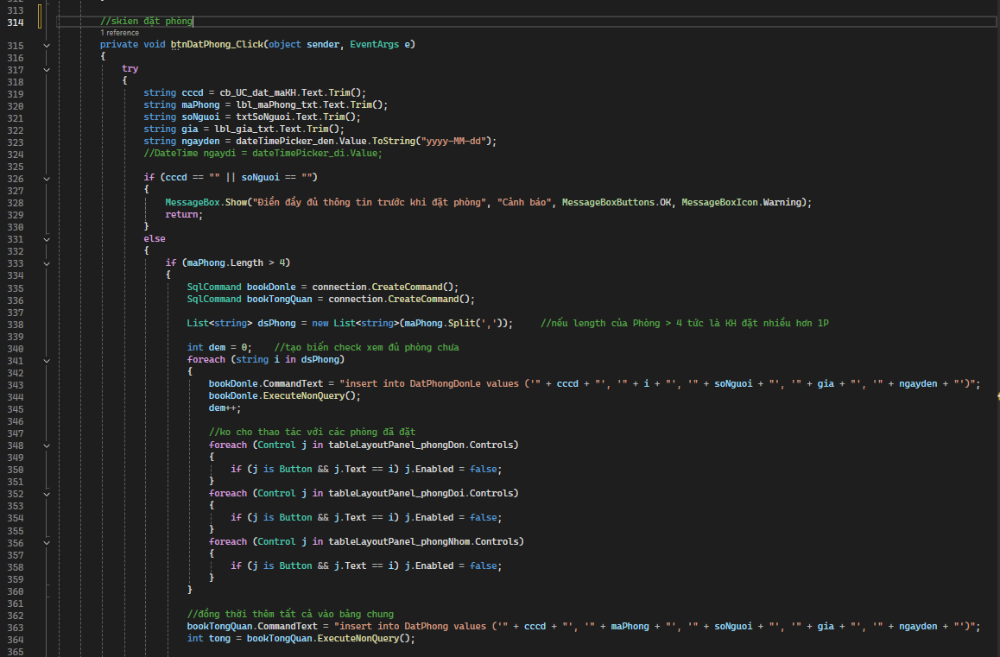 312
313
314 //skien đặt phòng
1 reference
315 private void btnDatPhong_Click(object sender, EventArgs e)
316 {
317 try
318 {
319 string cccd = cb_UC_dat_maKH.Text.Trim();
320 string maPhong = lbl_maPhong_txt.Text.Trim();
321 string soNguoi = txtSoNguoi.Text.Trim();
322 string gia = lbl_gia_txt.Text.Trim();
323 string ngayden = dateTimePicker_den.Value.ToString("yyyy-MM-dd");
324 //DateTime ngaydi = dateTimePicker_di.Value;
325
326 if (cccd == "" || soNguoi == "")
327 {
328 MessageBox.Show("Điền đầy đủ thông tin trước khi đặt phòng", "Cảnh báo", MessageBoxButtons.OK, MessageBoxIcon.Warning);
329 return;
330 }
331 else
332 {
333 if (maPhong.Length > 4)
334 {
335 SqlCommand bookDonle = connection.CreateCommand();
336 SqlCommand bookTongQuan = connection.CreateCommand();
337
338 List<string> dsPhong = new List<string>(maPhong.Split(',')); //nếu length của Phòng > 4 tức là KH đặt nhiều hơn 1P
339
340 int dem = 0; //tạo biến check xem đủ phòng chưa
341 foreach (string i in dsPhong)
342 {
343 bookDonle.CommandText = "insert into DatPhongDonLe values ('" + cccd + "', '" + i + "', '" + soNguoi + "', '" + gia + "', '" + ngayden + "')";
344 bookDonle.ExecuteNonQuery();
345 dem++;
346
347 //ko cho thao tác với các phòng đã đặt
348 foreach (Control j in tableLayoutPanel_phongDon.Controls)
349 {
350 if (j is Button && j.Text == i) j.Enabled = false;
351 }
352 foreach (Control j in tableLayoutPanel_phongDoi.Controls)
353 {
354 if (j is Button && j.Text == i) j.Enabled = false;
355 }
356 foreach (Control j in tableLayoutPanel_phongNhom.Controls)
357 {
358 if (j is Button && j.Text == i) j.Enabled = false;
359 }
360 }
361
362 //đồng thời thêm tất cả vào bảng chung
363 bookTongQuan.CommandText = "insert into DatPhong values ('" + cccd + "', '" + maPhong + "', '" + soNguoi + "', '" + gia + "', '" + ngayden + "')";
364 int tong = bookTongQuan.ExecuteNonQuery();
365